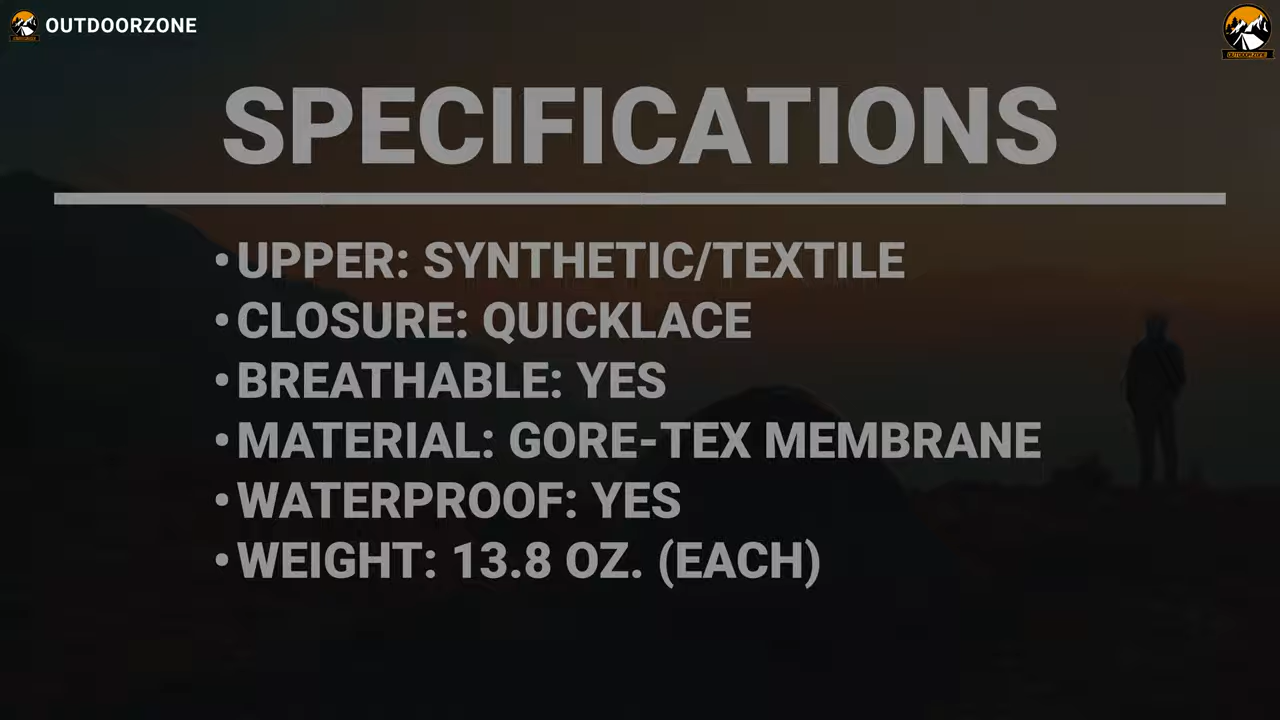 OUTDOORZONE
OUTDOORZONE
SPECIFICATIONS
• UPPER: SYNTHETIC/TEXTILE
• CLOSURE: QUICKLACE
• BREATHABLE: YES
• MATERIAL: GORE-TEX MEMBRANE
• WATERPROOF: YES
• WEIGHT: 13.8 OZ. (EACH)